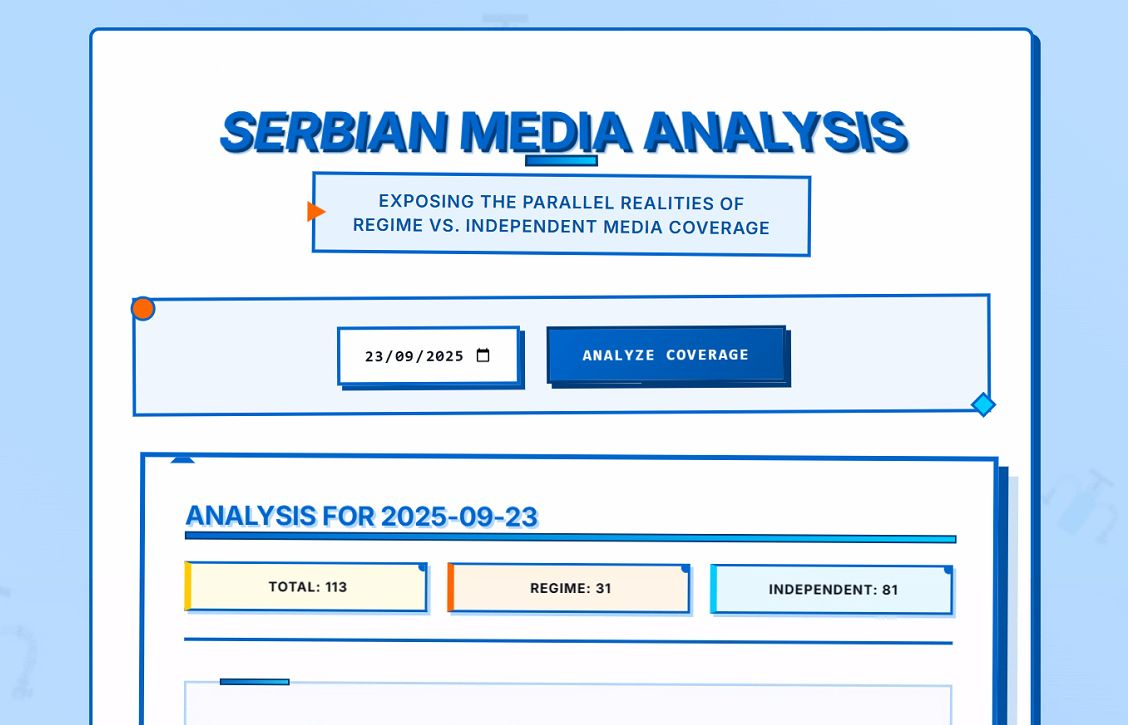 SERBIAN MEDIA ANALYSIS
EXPOSING THE PARALLEL REALITIES OF
REGIME VS. INDEPENDENT MEDIA COVERAGE
23/09/2025
ANALYZE COVERAGE
ANALYSIS FOR 2025-09-23
TOTAL: 113
REGIME: 31
INDEPENDENT: 81